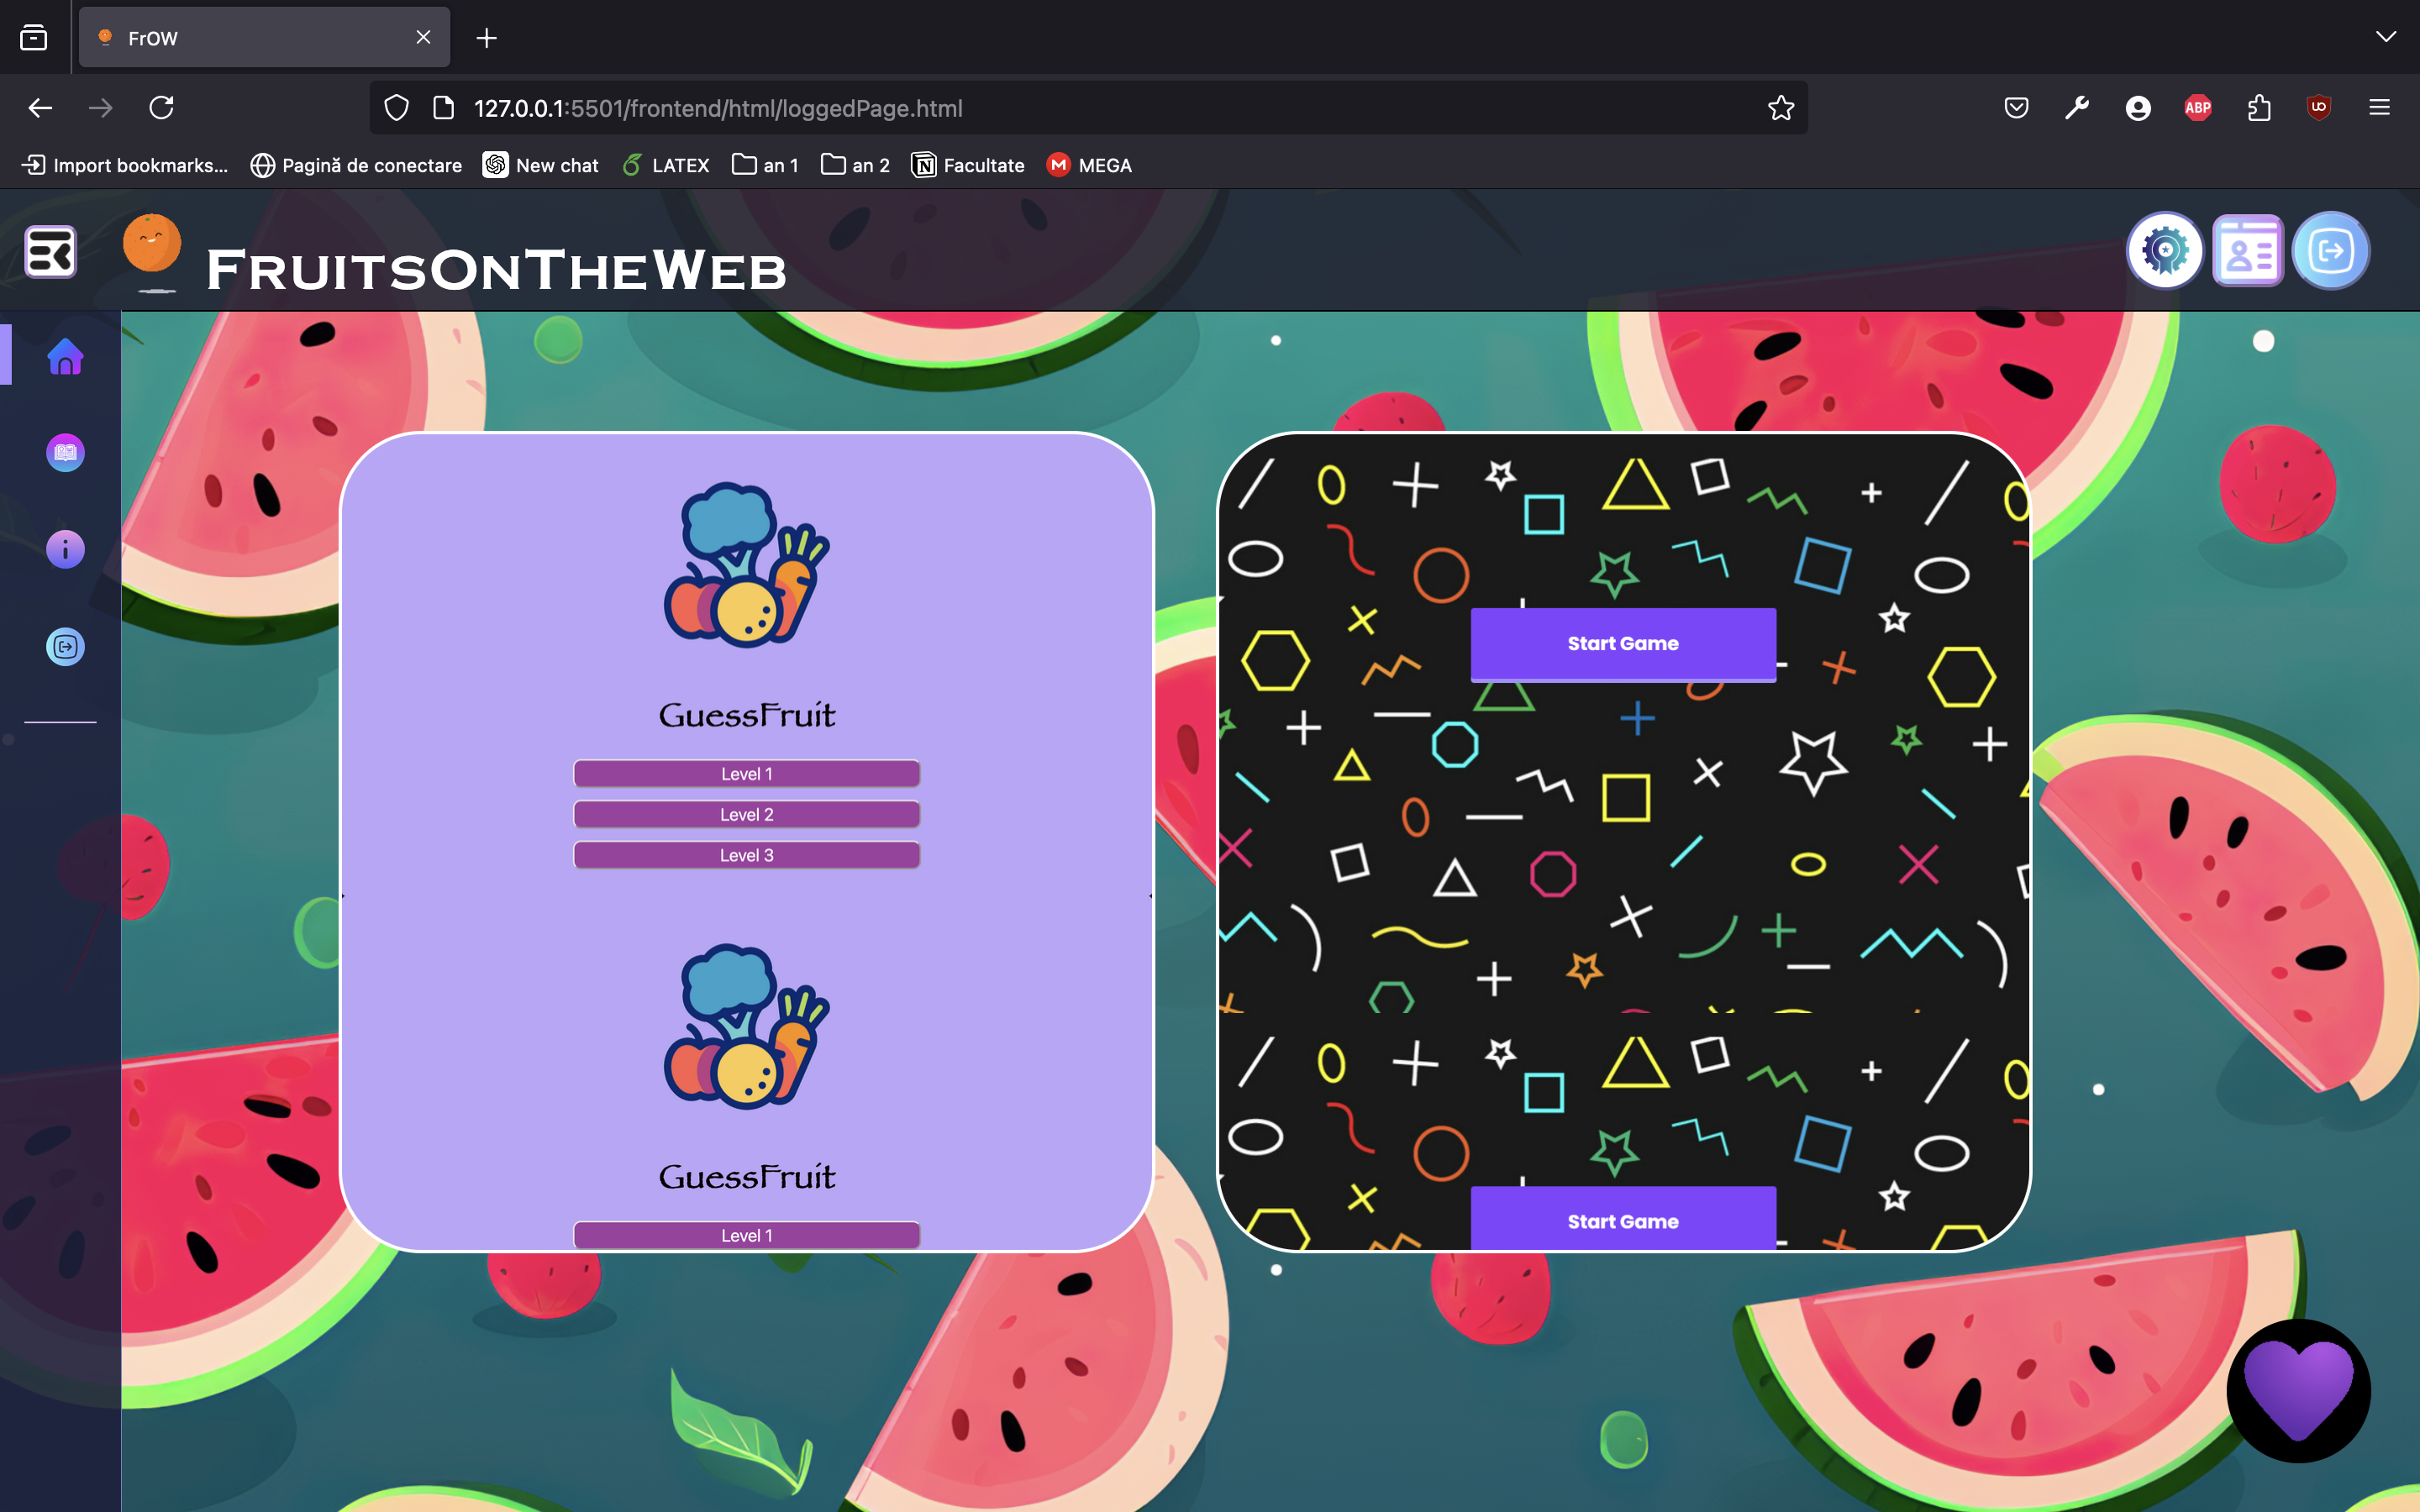 FrOW
127.0.0.1:5501/frontend/html/loggedPage.html
ABP
Import bookmarks...
Pagină de conectare
New chat
LATEX
an 1
an 2
Facultate
MEGA
FRUITSONTHEWEB
GuessFruit
Level 1
Level 2
Level 3
GuessFruit
Level 1
Start Game
Start Game